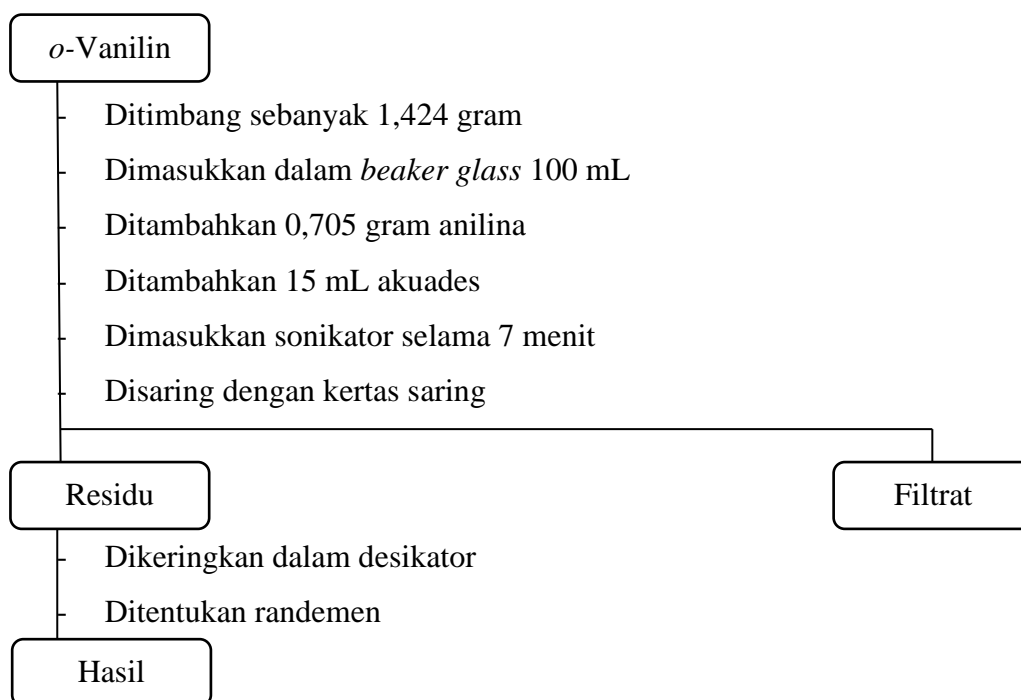 o-Vanilin
- Ditimbang sebanyak 1,424 gram
- Dimasukkan dalam beaker glass 100 mL
- Ditambahkan 0,705 gram anilina
- Ditambahkan 15 mL akuades
- Dimasukkan sonikator selama 7 menit
- Disaring dengan kertas saring
Residu Filtrat
- Dikeringkan dalam desikator
- Ditentukan randemen
Hasil